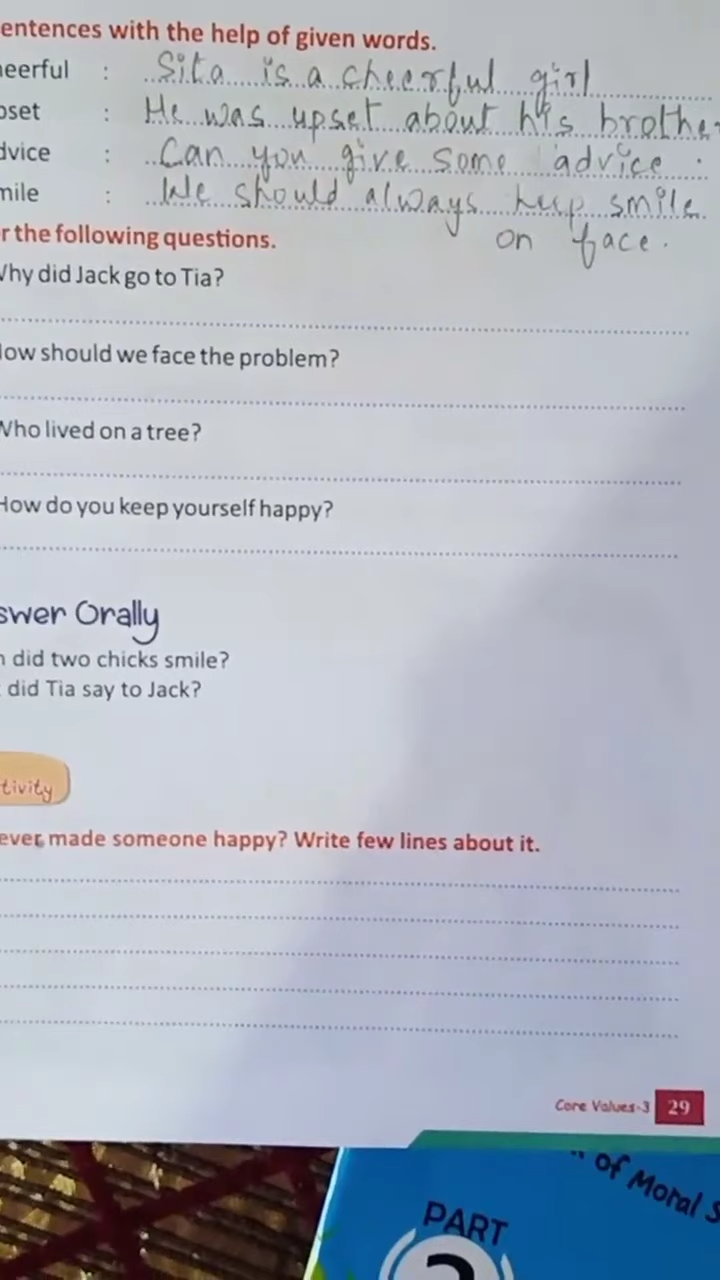 entences with the help of given words.
heerful : Sita is a cheerful girl
pset : He was upset about his brother
dvice : Can you give some advice.
mile : We should always keep smile
on face.
r the following questions.
Why did Jack go to Tia?
How should we face the problem?
Who lived on a tree?
How do you keep yourself happy?
swer Orally
n did two chicks smile?
did Tia say to Jack?
tivity
ever made someone happy? Write few lines about it.
Core Values-3 29
of Moral S
PART